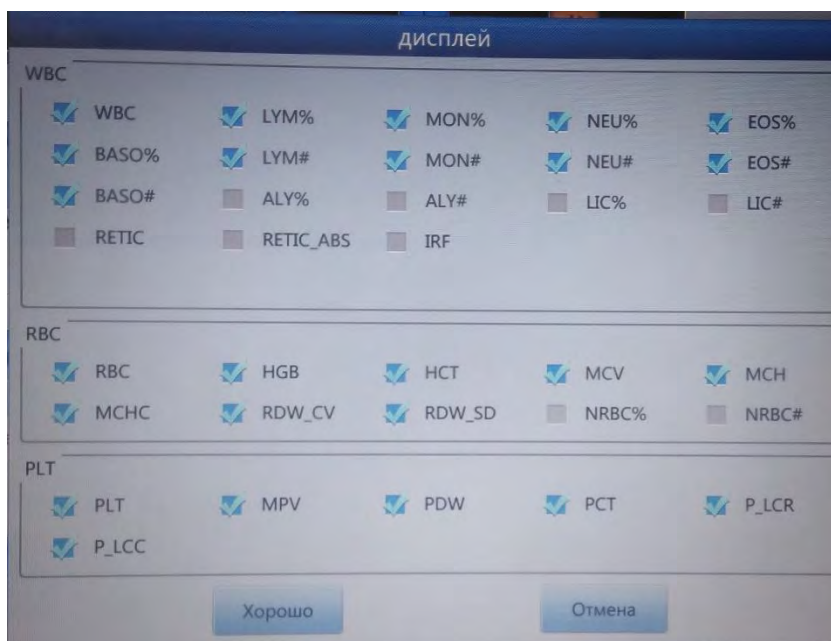 дисплей
WBC
WBC LYM% MON% NEU% EOS%
BASO% LYM# MON# NEU# EOS#
BASO# ALY% ALY# LIC% LIC#
RETIC RETIC_ABS IRF
RBC
RBC HGB HCT MCV MCH
MCHC RDW_CV RDW_SD NRBC% NRBC#
PLT
PLT MPV PDW PCT P_LCR
P_LCC
Хорошо Отмена